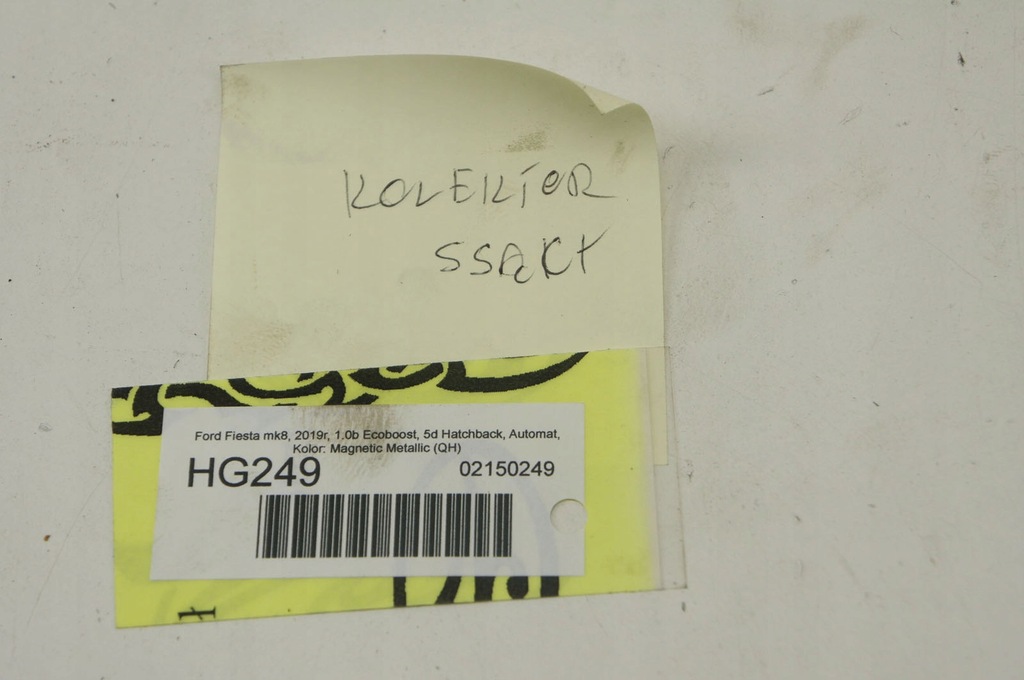 KOLEKTOR
SSĄCY
Ford Fiesta mk8, 2019r, 1.0b Ecoboost, 5d Hatchback, Automat,
Kolor: Magnetic Metallic (QH)
HG249
02150249
ł